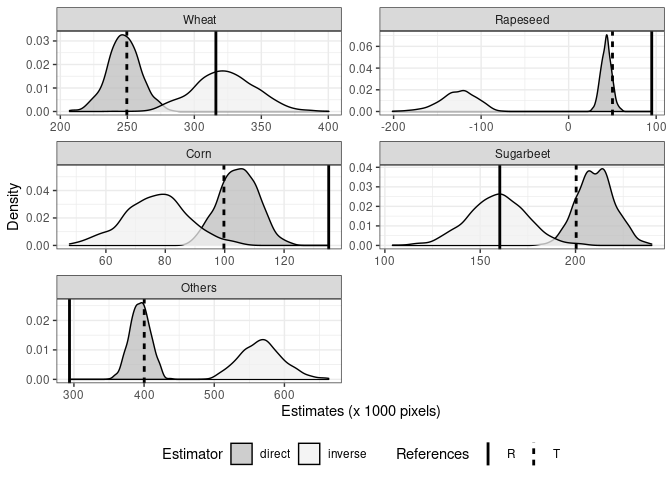 Wheat
Rapeseed
0.03
0.02
0.01
0.00
200 250 300 350 400
0.06
0.04
0.02
0.00
-200 -100 0 100
Corn
Sugarbeet
0.04
0.02
0.00
60 80 100 120
0.04
0.03
0.02
0.01
0.00
100 150 200
Others
0.02
0.01
0.00
300 400 500 600
Density
Estimates (x 1000 pixels)
Estimator direct inverse References R T